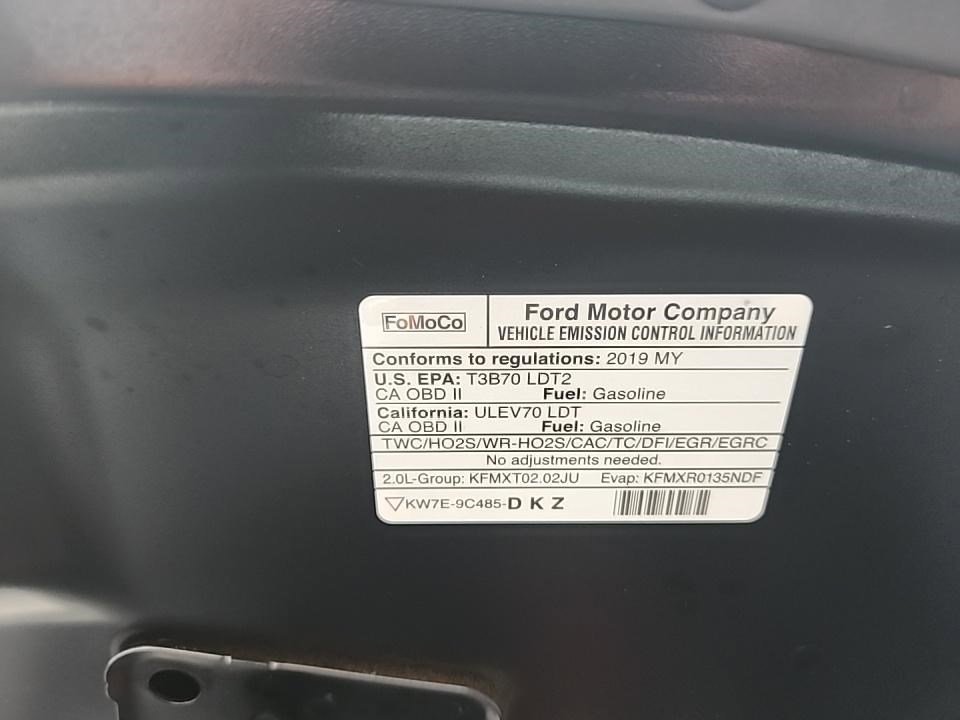 FoMoCo
Ford Motor Company
VEHICLE EMISSION CONTROL INFORMATION
Conforms to regulations: 2019 MY
U.S. EPA: T3B70 LDT2
CA OBD II Fuel: Gasoline
California: ULEV70 LDT
CA OBD II Fuel: Gasoline
TWC/HO2S/WR-HO2S/CAC/TC/DFI/EGR/EGRC
No adjustments needed.
2.0L-Group: KFMXT02.02JU Evap: KFMXR0135NDF
KW7E-9C485-DKZ